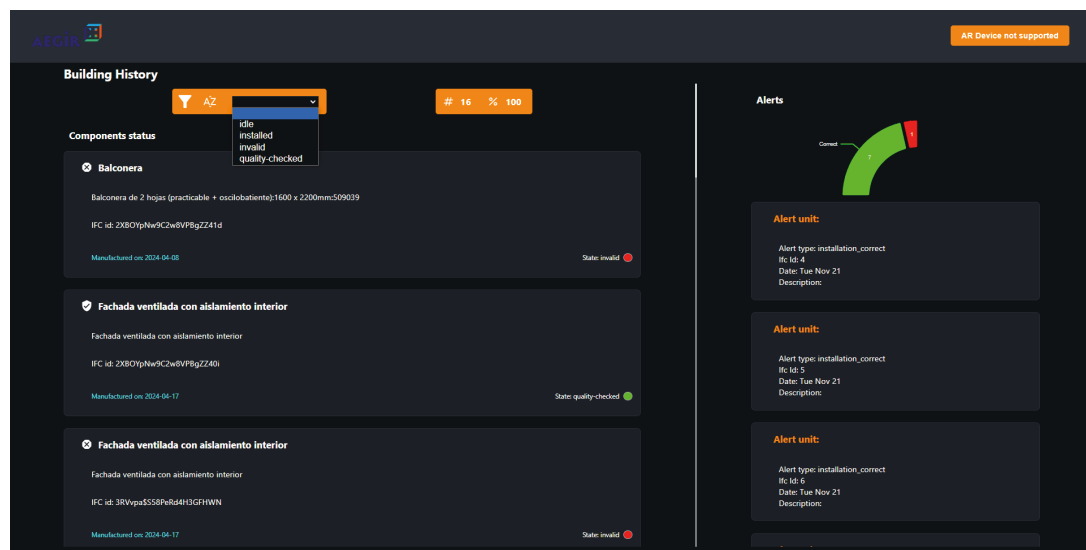 AEGIR
AR Device not supported
Building History
AZ
# 16 % 100
idle
installed
invalid
quality-checked
Components status
Balconera
Balconera de 2 hojas (practicable + oscilobatiente):1600 x 2200mm:509039
IFC id: 2XBOYpNw9C2w8VPBgZZ41d
Manufactured on: 2024-04-08
State: invalid
Fachada ventilada con aislamiento interior
Fachada ventilada con aislamiento interior
IFC id: 2XBOYpNw9C2w8VPBgZZ40i
Manufactured on: 2024-04-17
State: quality-checked
Fachada ventilada con aislamiento interior
Fachada ventilada con aislamiento interior
IFC id: 3RVvpa$S58PeRd4H3GFHWN
Manufactured on: 2024-04-17
State: invalid
Alerts
Correct
7
1
Alert unit:
Alert type: installation_correct
Ifc Id: 4
Date: Tue Nov 21
Description:
Alert unit:
Alert type: installation_correct
Ifc Id: 5
Date: Tue Nov 21
Description:
Alert unit:
Alert type: installation_correct
Ifc Id: 6
Date: Tue Nov 21
Description: